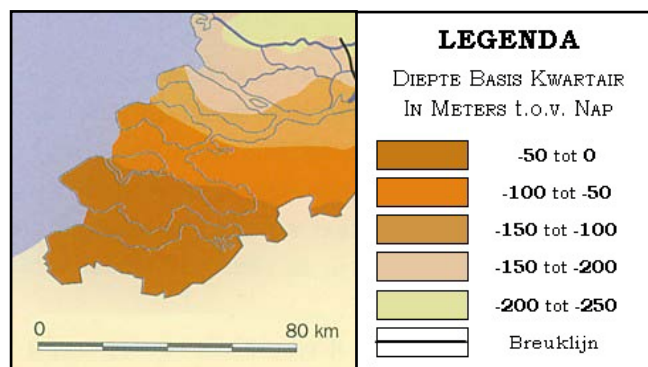 LEGENDA
DIEPTE BASIS KWARTAIR
IN METERS T.O.V. NAP
-50 tot 0
-100 tot -50
-150 tot -100
-150 tot -200
-200 tot -250
Breuklijn
0 80 km